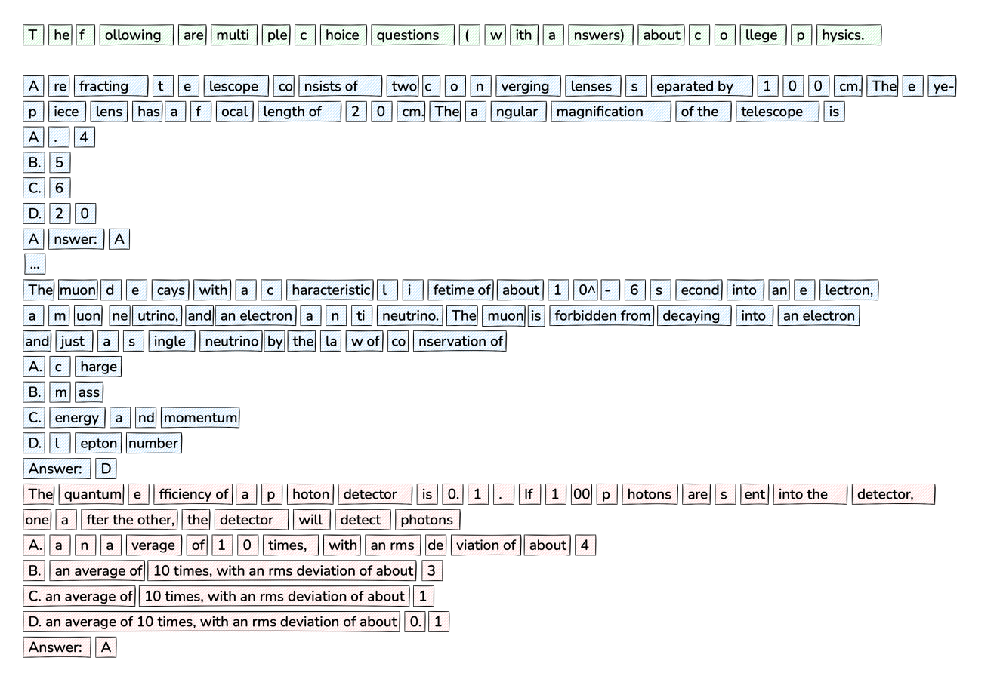 The following are multiple choice questions (with answers) about college physics.
A refracting telescope consists of two converging lenses separated by 100 cm. The eye-
piece lens has a focal length of 20 cm. The angular magnification of the telescope is
A. 4
B. 5
C. 6
D. 20
Answer: A
...
The muon decays with a characteristic lifetime of about 10^-6 second into an electron,
a muon neutrino, and an electron antineutrino. The muon is forbidden from decaying into an electron
and just a single neutrino by the law of conservation of
A. charge
B. mass
C. energy and momentum
D. lepton number
Answer: D
The quantum efficiency of a photon detector is 0.1. If 100 photons are sent into the detector,
one after the other, the detector will detect photons
A. an average of 10 times, with an rms deviation of about 4
B. an average of 10 times, with an rms deviation of about 3
C. an average of 10 times, with an rms deviation of about 1
D. an average of 10 times, with an rms deviation of about 0.1
Answer: A